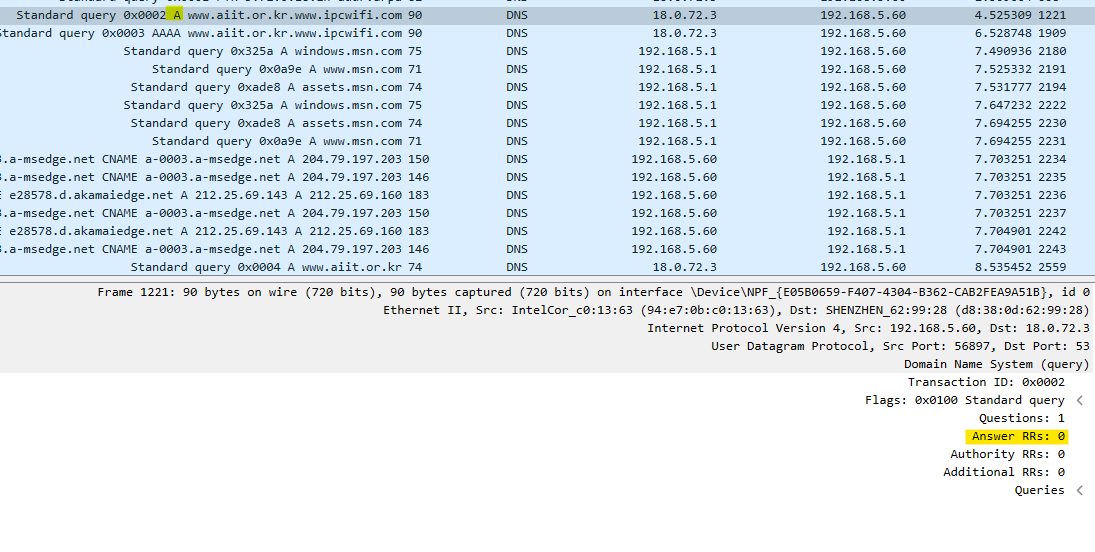 Standard query 0x0002 A www.aiit.or.kr.www.ipcwifi.com 90 DNS 18.0.72.3 192.168.5.60 4.525309 1221
Standard query 0x0003 AAAA www.aiit.or.kr.www.ipcwifi.com 90 DNS 18.0.72.3 192.168.5.60 6.528748 1909
Standard query 0x325a A windows.msn.com 75 DNS 192.168.5.1 192.168.5.60 7.490936 2180
Standard query 0x0a9e A www.msn.com 71 DNS 192.168.5.1 192.168.5.60 7.525332 2191
Standard query 0xade8 A assets.msn.com 74 DNS 192.168.5.1 192.168.5.60 7.531777 2194
Standard query 0x325a A windows.msn.com 75 DNS 192.168.5.1 192.168.5.60 7.647232 2222
Standard query 0xade8 A assets.msn.com 74 DNS 192.168.5.1 192.168.5.60 7.694255 2230
Standard query 0x0a9e A www.msn.com 71 DNS 192.168.5.1 192.168.5.60 7.694255 2231
.a-msedge.net CNAME a-0003.a-msedge.net A 204.79.197.203 150 DNS 192.168.5.60 192.168.5.1 7.703251 2234
.a-msedge.net CNAME a-0003.a-msedge.net A 204.79.197.203 146 DNS 192.168.5.60 192.168.5.1 7.703251 2235
e28578.d.akamaiedge.net A 212.25.69.143 A 212.25.69.160 183 DNS 192.168.5.60 192.168.5.1 7.703251 2236
.a-msedge.net CNAME a-0003.a-msedge.net A 204.79.197.203 150 DNS 192.168.5.60 192.168.5.1 7.703251 2237
e28578.d.akamaiedge.net A 212.25.69.143 A 212.25.69.160 183 DNS 192.168.5.60 192.168.5.1 7.704901 2242
.a-msedge.net CNAME a-0003.a-msedge.net A 204.79.197.203 146 DNS 192.168.5.60 192.168.5.1 7.704901 2243
Standard query 0x0004 A www.aiit.or.kr 74 DNS 18.0.72.3 192.168.5.60 8.535452 2559
Frame 1221: 90 bytes on wire (720 bits), 90 bytes captured (720 bits) on interface \Device\NPF_{E05B0659-F407-4304-B362-CAB2FEA9A51B}, id 0
Ethernet II, Src: IntelCor_c0:13:63 (94:e7:0b:c0:13:63), Dst: SHENZHEN_62:99:28 (d8:38:0d:62:99:28)
Internet Protocol Version 4, Src: 192.168.5.60, Dst: 18.0.72.3
User Datagram Protocol, Src Port: 56897, Dst Port: 53
Domain Name System (query)
Transaction ID: 0x0002
Flags: 0x0100 Standard query
Questions: 1
Answer RRs: 0
Authority RRs: 0
Additional RRs: 0
Queries